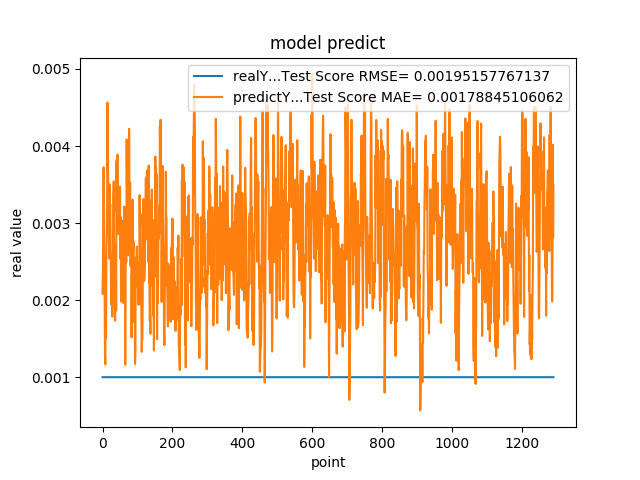 model predict
realY...Test Score RMSE= 0.00195157767137
predictY...Test Score MAE= 0.00178845106062
0.005
0.004
0.003
0.002
0.001
real value
0 200 400 600 800 1000 1200
point